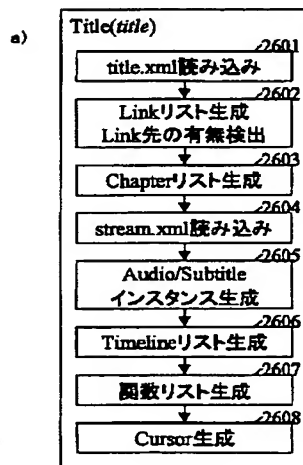 a)
Title(title)
2601
title.xml読み込み
2602
Linkリスト生成
Link先の有無検出
2603
Chapterリスト生成
2604
stream.xml読み込み
2605
Audio/Subtitle
インスタンス生成
2606
Timelineリスト生成
2607
関数リスト生成
2608
Cursor生成